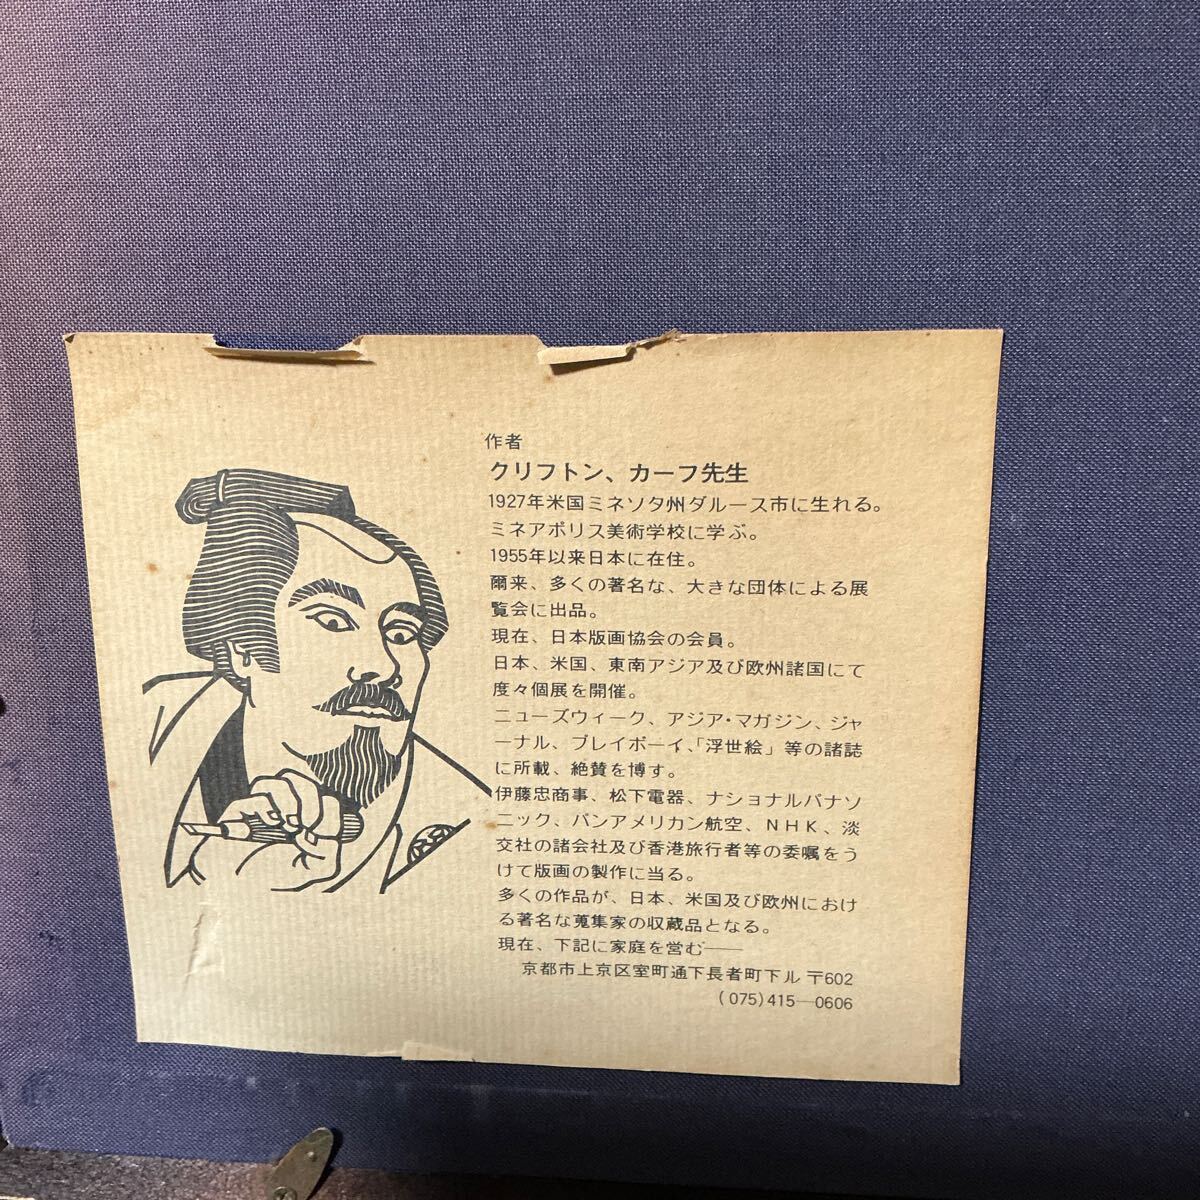 作者
クリフトン、カーフ先生
1927年米国ミネソタ州ダルース市に生れる。
ミネアポリス美術学校に学ぶ。
1955年以来日本に在住。
爾来、多くの著名な、大きな団体による展
覧会に出品。
現在、日本版画協会の会員。
日本、米国、東南アジア及び欧州諸国にて
度々個展を開催。
ニューズウィーク、アジア・マガジン、ジャ
ーナル、プレイボーイ、「浮世絵」等の諸誌
に所載、絶賛を博す。
伊藤忠商事、松下電器、ナショナルパナソ
ニック、パンアメリカン航空、NHK、淡
交社の諸会社及び香港旅行者等の委嘱をう
けて版画の製作に当る。
多くの作品が、日本、米国及び欧州におけ
る著名な蒐集家の収蔵品となる。
現在、下記に家庭を営む——
京都市上京区室町通下長者町下ル 〒602
(075)415—0606